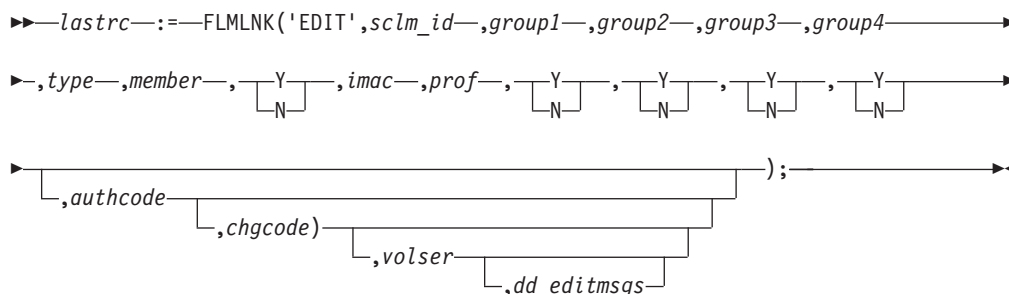 lastrc := FLMLNK('EDIT',sclm_id ,group1 ,group2 ,group3 ,group4
,type ,member , Y ,imac ,prof , Y , Y , Y , Y
N N N N N
);
,authcode
,chgcode)
,volser
,dd_editmsgs